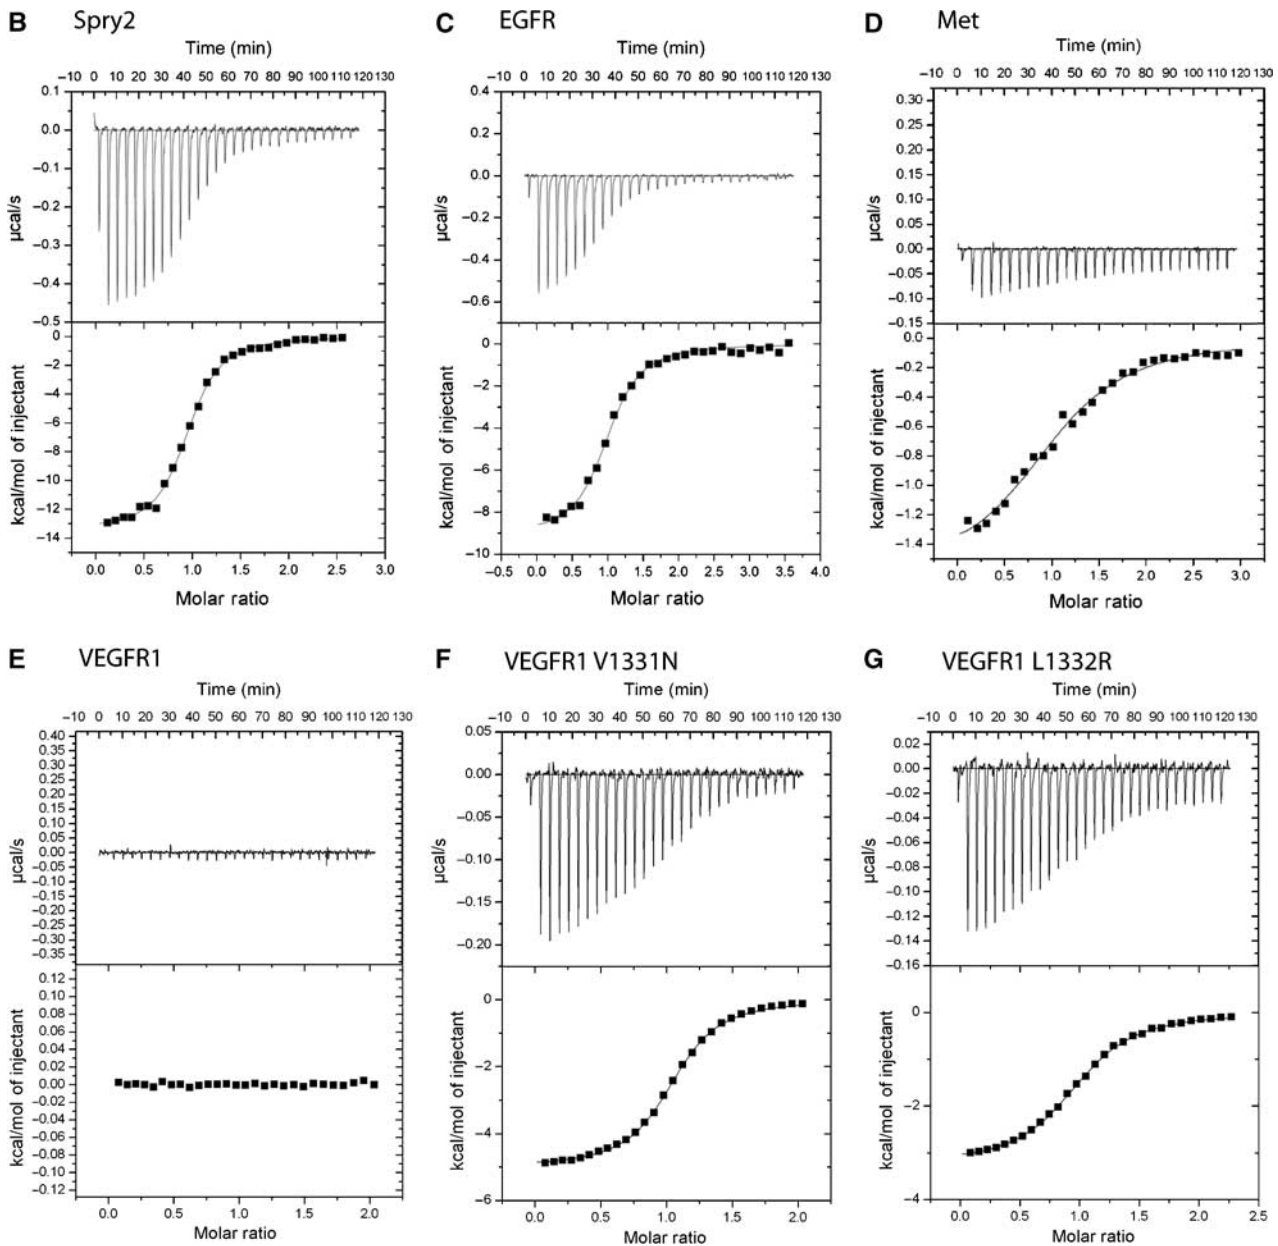 B Spry2
Time (min)
−10 0 10 20 30 40 50 60 70 80 90 100 110 120 130
0.1
0.0
−0.1
−0.2
−0.3
−0.4
−0.5
µcal/s
0
−2
−4
−6
−8
−10
−12
−14
kcal/mol of injectant
0.0 0.5 1.0 1.5 2.0 2.5 3.0
Molar ratio
C EGFR
Time (min)
−10 0 10 20 30 40 50 60 70 80 90 100 110 120 130
0.4
0.2
0.0
−0.2
−0.4
−0.6
µcal/s
0
−2
−4
−6
−8
−10
kcal/mol of injectant
−0.5 0.0 0.5 1.0 1.5 2.0 2.5 3.0 3.5 4.0
Molar ratio
D Met
Time (min)
−10 0 10 20 30 40 50 60 70 80 90 100 110 120 130
0.30
0.25
0.20
0.15
0.10
0.05
0.00
−0.05
−0.10
−0.15
µcal/s
0.0
−0.2
−0.4
−0.6
−0.8
−1.0
−1.2
−1.4
kcal/mol of injectant
0.0 0.5 1.0 1.5 2.0 2.5 3.0
Molar ratio
E VEGFR1
Time (min)
−10 0 10 20 30 40 50 60 70 80 90 100 110 120 130
0.40
0.35
0.30
0.25
0.20
0.15
0.10
0.05
0.00
−0.05
−0.10
−0.15
−0.20
−0.25
−0.30
−0.35
µcal/s
0.12
0.10
0.08
0.06
0.04
0.02
0.00
−0.02
−0.04
−0.06
−0.08
−0.10
−0.12
kcal/mol of injectant
0.0 0.5 1.0 1.5 2.0
Molar ratio
F VEGFR1 V1331N
Time (min)
−10 0 10 20 30 40 50 60 70 80 90 100 110 120 130
0.05
0.00
−0.05
−0.10
−0.15
−0.20
µcal/s
0
−2
−4
−6
kcal/mol of injectant
0.0 0.5 1.0 1.5 2.0
Molar ratio
G VEGFR1 L1332R
Time (min)
−10 0 10 20 30 40 50 60 70 80 90 100 110 120 130
0.02
0.00
−0.02
−0.04
−0.06
−0.08
−0.10
−0.12
−0.14
−0.16
µcal/s
0
−2
−4
kcal/mol of injectant
0.0 0.5 1.0 1.5 2.0 2.5
Molar ratio